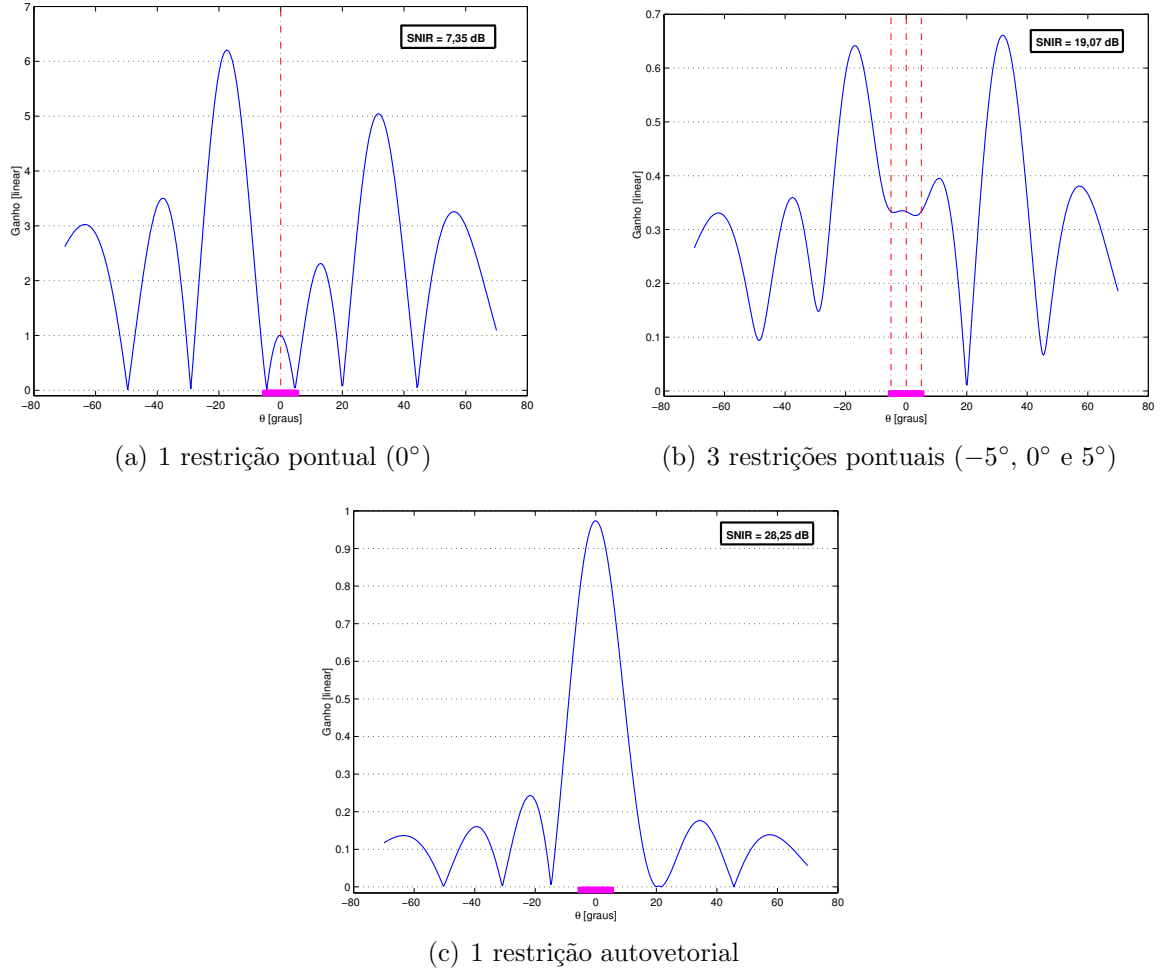 SNIR = 7,35 dB
7
6
5
4
3
2
1
0
Ganho [linear]
−80 −60 −40 −20 0 20 40 60 80
θ [graus]
(a) 1 restrição pontual (0°)
SNIR = 19,07 dB
0.7
0.6
0.5
0.4
0.3
0.2
0.1
0
Ganho [linear]
−80 −60 −40 −20 0 20 40 60 80
θ [graus]
(b) 3 restrições pontuais (−5°, 0° e 5°)
SNIR = 28,25 dB
1
0.9
0.8
0.7
0.6
0.5
0.4
0.3
0.2
0.1
0
Ganho [linear]
−80 −60 −40 −20 0 20 40 60 80
θ [graus]
(c) 1 restrição autovetorial